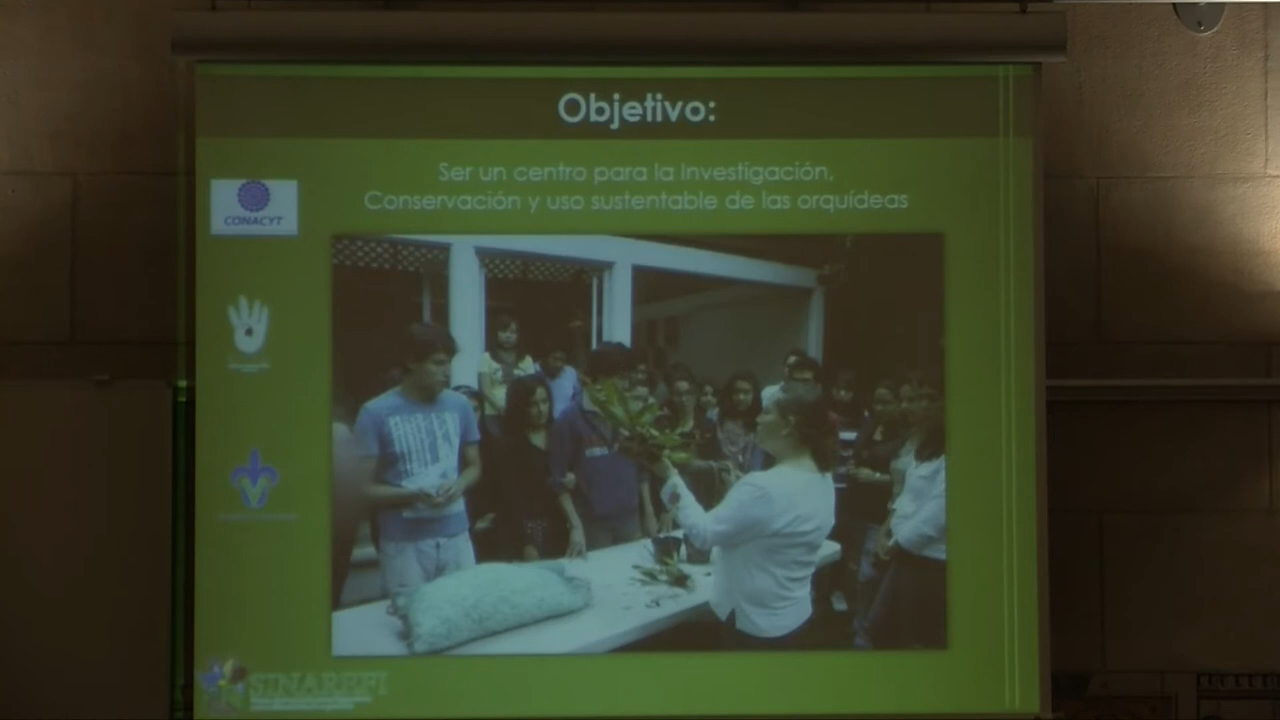 Objetivo:
Ser un centro para la Investigación,
Conservación y uso sustentable de las orquídeas
CONACYT
SINAREFI